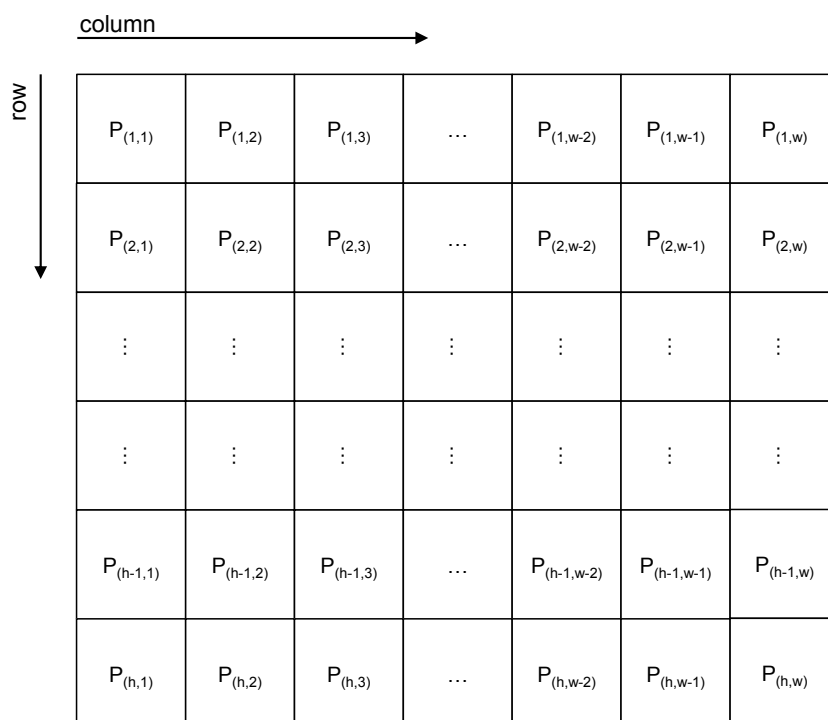 column
row
P(1,1) P(1,2) P(1,3) … P(1,w-2) P(1,w-1) P(1,w)
P(2,1) P(2,2) P(2,3) … P(2,w-2) P(2,w-1) P(2,w)
⋮ ⋮ ⋮ ⋮ ⋮ ⋮ ⋮
⋮ ⋮ ⋮ ⋮ ⋮ ⋮ ⋮
P(h-1,1) P(h-1,2) P(h-1,3) … P(h-1,w-2) P(h-1,w-1) P(h-1,w)
P(h,1) P(h,2) P(h,3) … P(h,w-2) P(h,w-1) P(h,w)